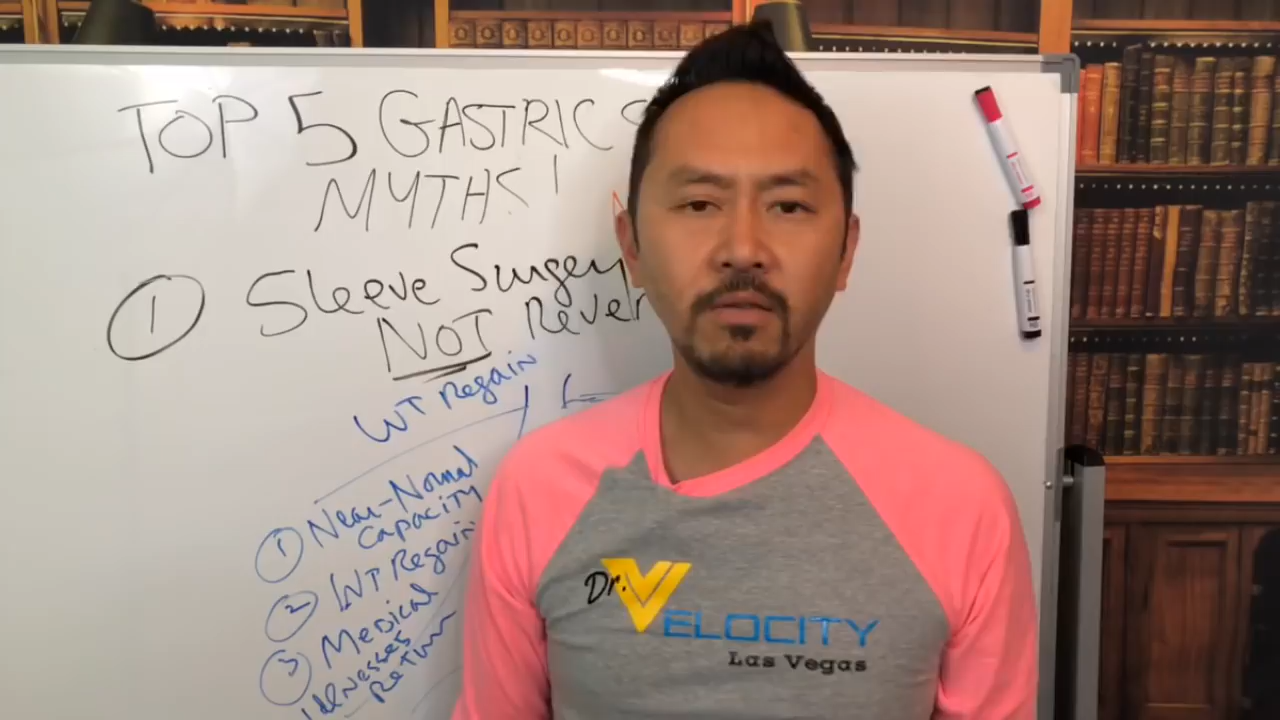 TOP 5 GASTRIC S
MYTHS!
1 Sleeve Surgery
NOT Rever
WT Regain
1 Near-Normal
Capacity
2 WT Regain
3 Medical
Illnesses
Return
Dr. VELOCITY
Las Vegas